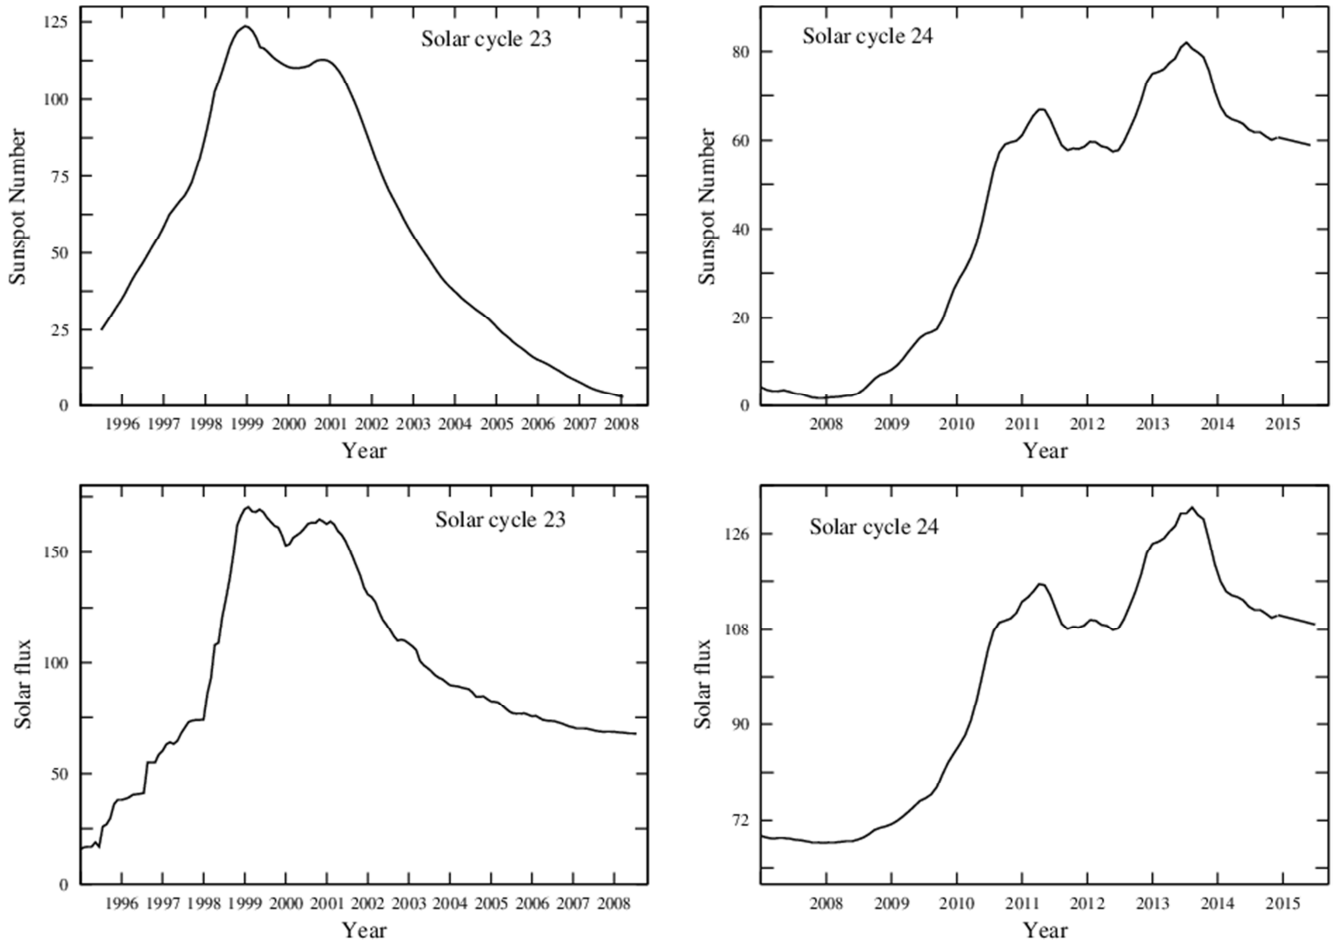 Solar cycle 23
125
100
75
50
25
0
Sunspot Number
1996 1997 1998 1999 2000 2001 2002 2003 2004 2005 2006 2007 2008
Year
Solar cycle 24
80
60
40
20
0
Sunspot Number
2008 2009 2010 2011 2012 2013 2014 2015
Year
Solar cycle 23
150
100
50
0
Solar flux
1996 1997 1998 1999 2000 2001 2002 2003 2004 2005 2006 2007 2008
Year
Solar cycle 24
126
108
90
72
Solar flux
2008 2009 2010 2011 2012 2013 2014 2015
Year